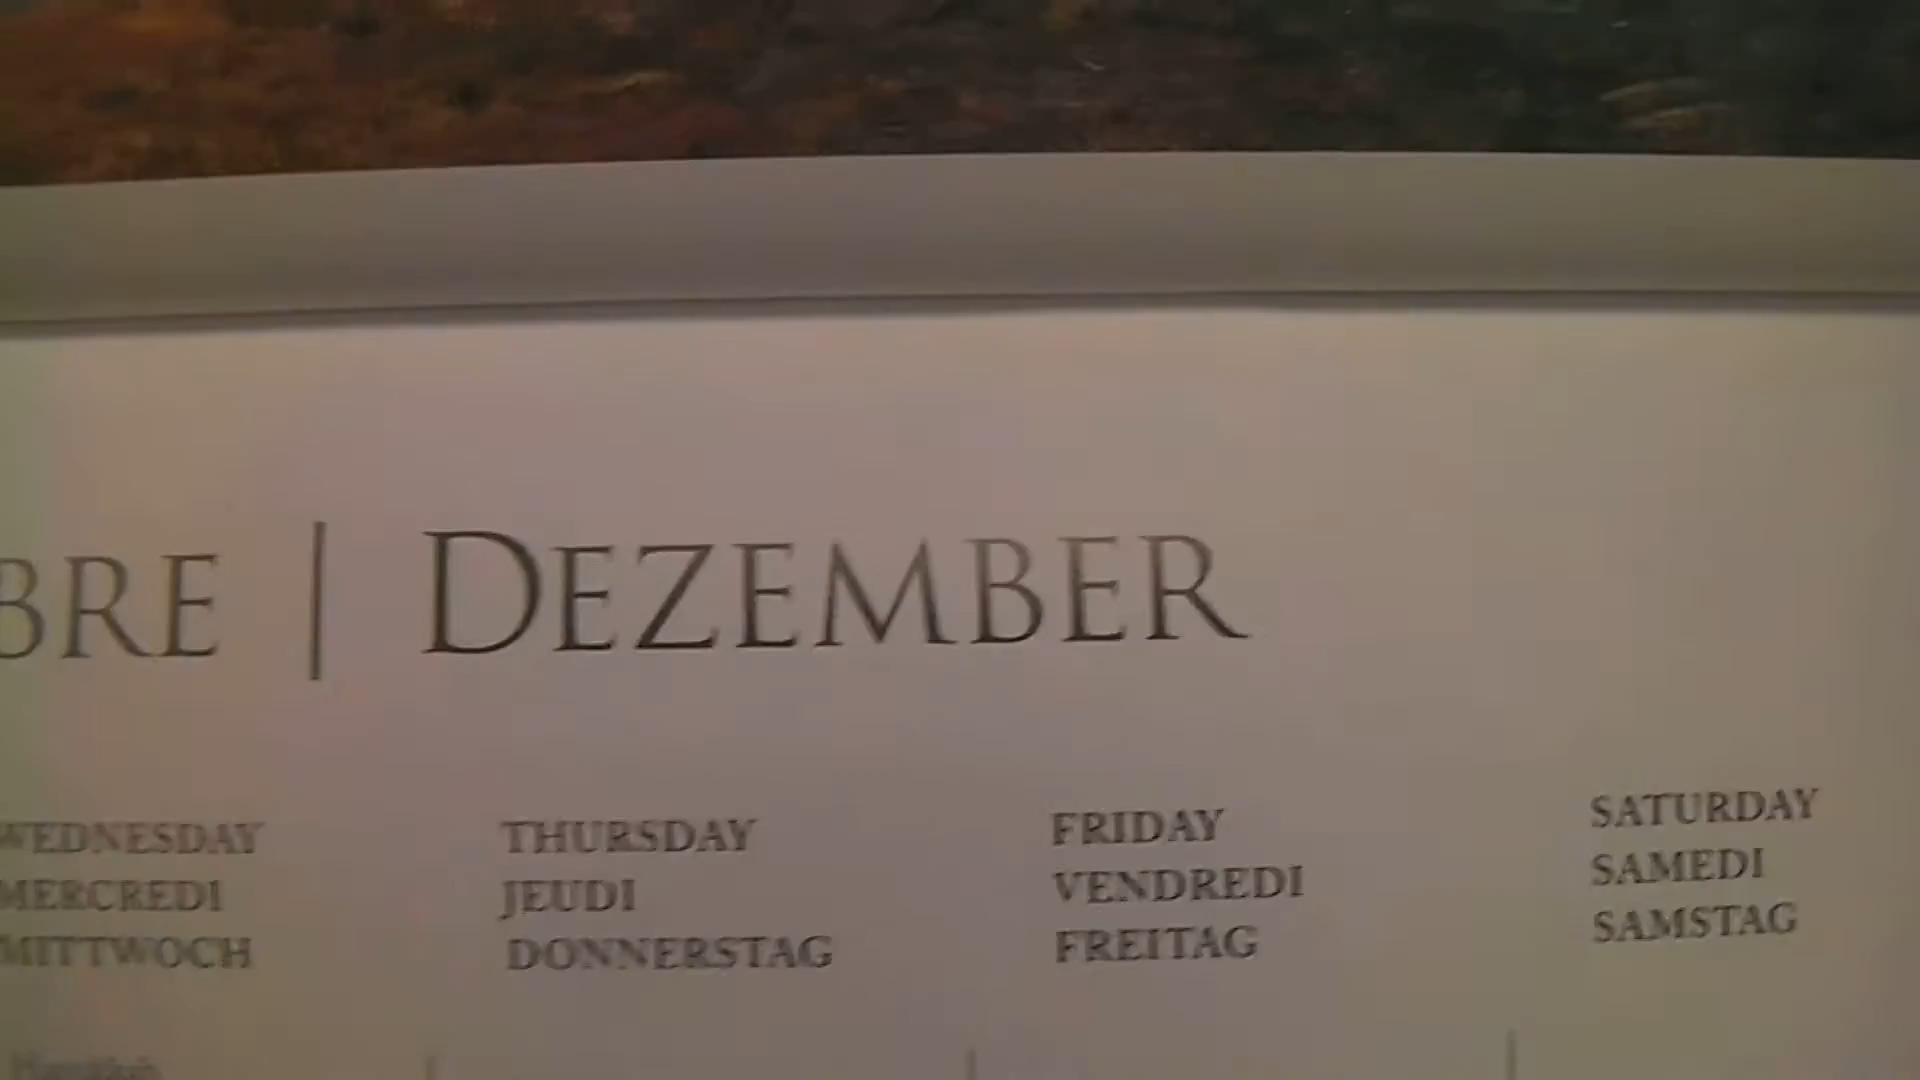 BRE | DEZEMBER
WEDNESDAY THURSDAY FRIDAY SATURDAY
MERCREDI JEUDI VENDREDI SAMEDI
MITTWOCH DONNERSTAG FREITAG SAMSTAG